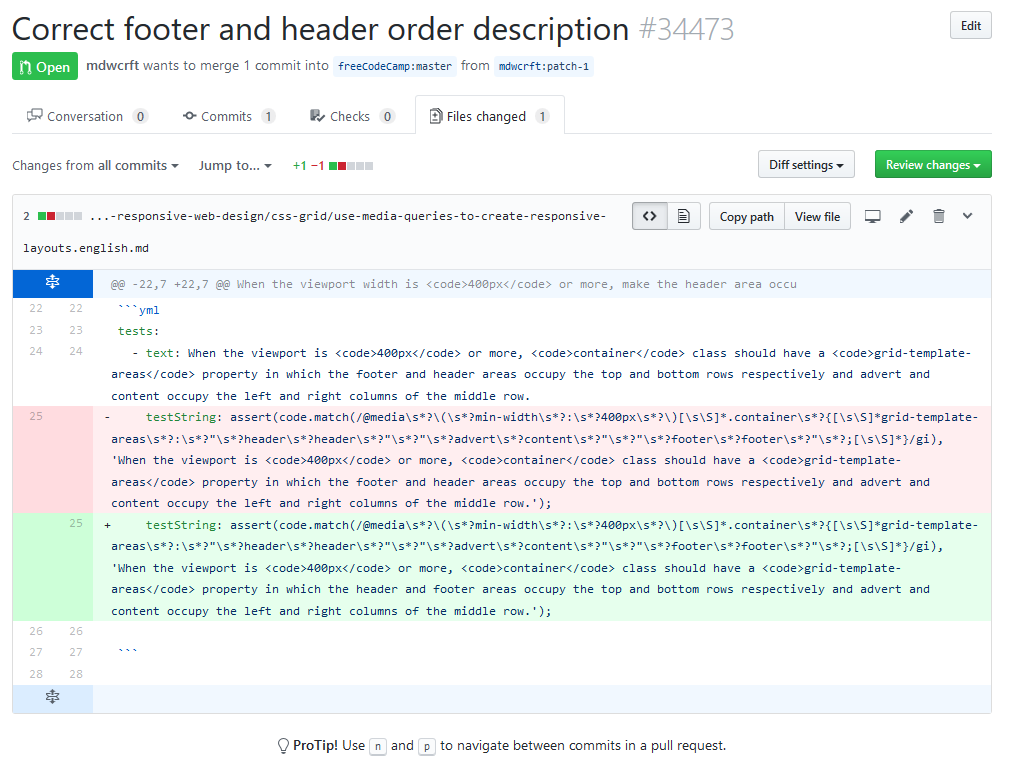 Correct footer and header order description #34473
Edit
Open mdwcrft wants to merge 1 commit into freeCodeCamp:master from mdwcrft:patch-1
Conversation 0 Commits 1 Checks 0 Files changed 1
Changes from all commits Jump to... +1 −1
Diff settings Review changes
2 ...-responsive-web-design/css-grid/use-media-queries-to-create-responsive-
layouts.english.md
Copy path View file
@@ -22,7 +22,7 @@ When the viewport width is <code>400px</code> or more, make the header area occu
22 22 ```yml
23 23 tests:
24 24 - text: When the viewport is <code>400px</code> or more, <code>container</code> class should have a <code>grid-template-
areas</code> property in which the footer and header areas occupy the top and bottom rows respectively and advert and
content occupy the left and right columns of the middle row.
25 - testString: assert(code.match(/@media\s*?\(\s*?min-width\s*?:\s*?400px\s*?\)[\s\S]*.container\s*?{[\s\S]*grid-template-
areas\s*?:\s*?"\s*?header\s*?header\s*?"\s*?"\s*?advert\s*?content\s*?"\s*?"\s*?footer\s*?footer\s*?"\s*?;[\s\S]*}/gi),
'When the viewport is <code>400px</code> or more, <code>container</code> class should have a <code>grid-template-
areas</code> property in which the footer and header areas occupy the top and bottom rows respectively and advert and
content occupy the left and right columns of the middle row.');
25 + testString: assert(code.match(/@media\s*?\(\s*?min-width\s*?:\s*?400px\s*?\)[\s\S]*.container\s*?{[\s\S]*grid-template-
areas\s*?:\s*?"\s*?header\s*?header\s*?"\s*?"\s*?advert\s*?content\s*?"\s*?"\s*?footer\s*?footer\s*?"\s*?;[\s\S]*}/gi),
'When the viewport is <code>400px</code> or more, <code>container</code> class should have a <code>grid-template-
areas</code> property in which the header and footer areas occupy the top and bottom rows respectively and advert and
content occupy the left and right columns of the middle row.');
26 26
27 27 ```
28 28
ProTip! Use n and p to navigate between commits in a pull request.